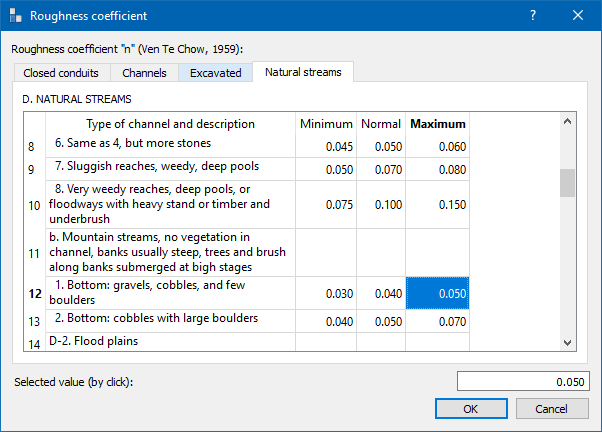 Roughness coefficient
Roughness coefficient "n" (Ven Te Chow, 1959):
Closed conduits Channels Excavated Natural streams
D. NATURAL STREAMS
Type of channel and description Minimum Normal Maximum
8 6. Same as 4, but more stones 0.045 0.050 0.060
9 7. Sluggish reaches, weedy, deep pools 0.050 0.070 0.080
8. Very weedy reaches, deep pools, or
10 floodways with heavy stand or timber and 0.075 0.100 0.150
underbrush
b. Mountain streams, no vegetation in
11 channel, banks usually steep, trees and brush
along banks submerged at bigh stages
1. Bottom: gravels, cobbles, and few
12 boulders 0.030 0.040 0.050
13 2. Bottom: cobbles with large boulders 0.040 0.050 0.070
14 D-2. Flood plains
Selected value (by click): 0.050
OK Cancel